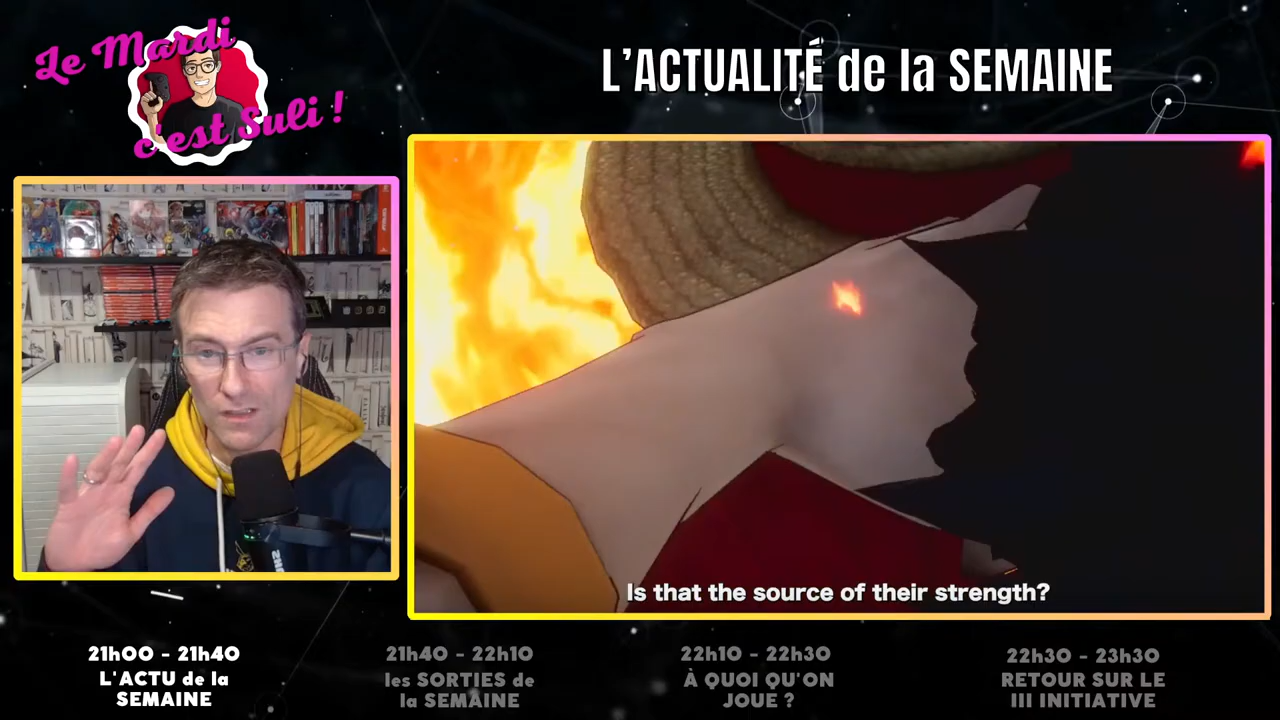 Le Mardi
c'est Suli !
L'ACTUALITÉ de la SEMAINE
Is that the source of their strength?
21h00 - 21h40
L'ACTU de la
SEMAINE
21h40 - 22h10
les SORTIES de
la SEMAINE
22h10 - 22h30
À QUOI QU'ON
JOUE ?
22h30 - 23h30
RETOUR SUR LE
III INITIATIVE